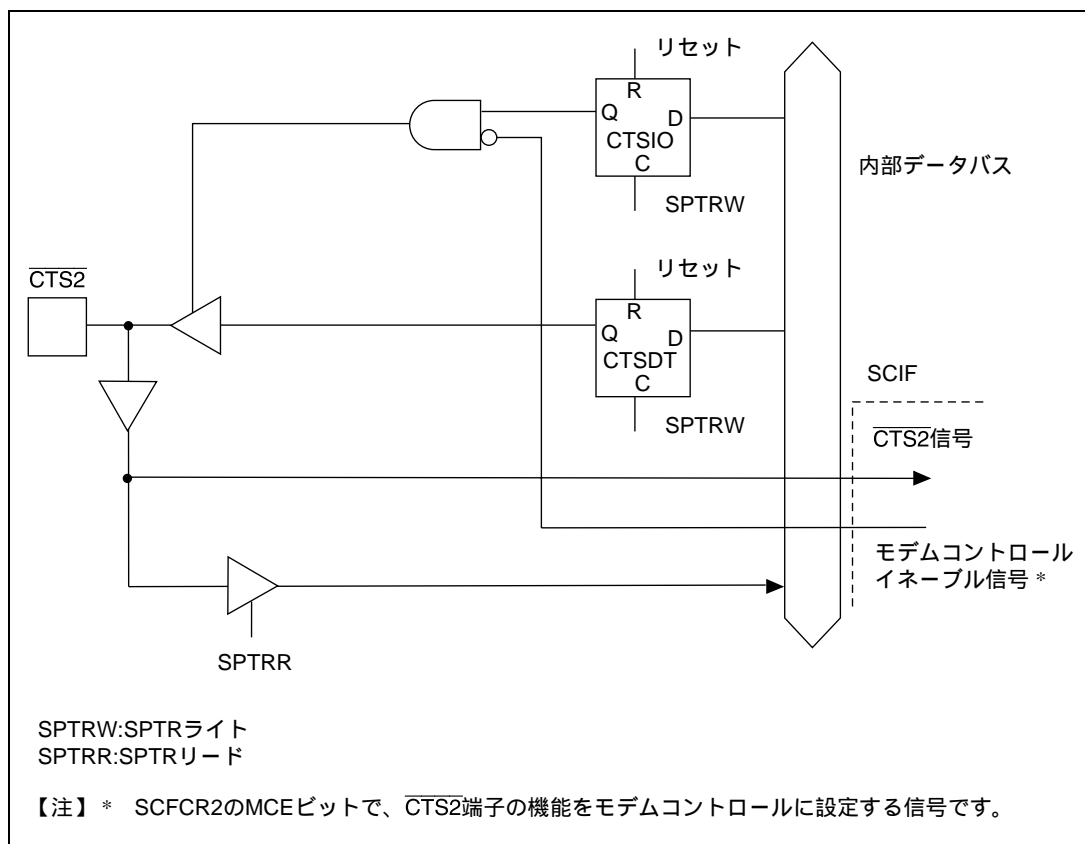 リセット
R
Q
D
CTSIO
C
SPTRW
内部データバス
CTS2
リセット
R
Q
D
CTSDT
C
SPTRW
SCIF
CTS2信号
モデムコントロール
イネーブル信号 *
SPTRR
SPTRW:SPTRライト
SPTRR:SPTRリード
【注】 * SCFCR2のMCEビットで、CTS2端子の機能をモデムコントロールに設定する信号です。